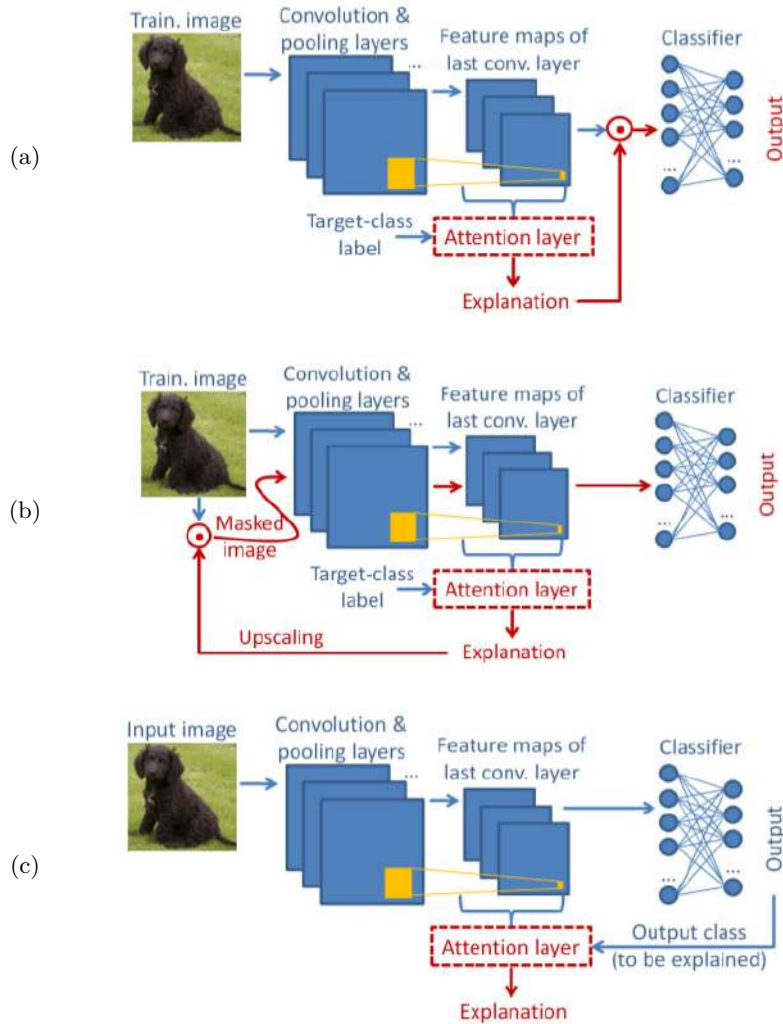 (a)
Train. image
Convolution &
pooling layers
...
Feature maps of
last conv. layer
Classifier
...
...
Output
Target-class
label
Attention layer
Explanation
(b)
Train. image
Convolution &
pooling layers
...
Feature maps of
last conv. layer
Classifier
...
...
Output
Masked
image
Target-class
label
Attention layer
Upscaling
Explanation
(c)
Input image
Convolution &
pooling layers
...
Feature maps of
last conv. layer
Classifier
...
...
Output
Attention layer
Output class
(to be explained)
Explanation